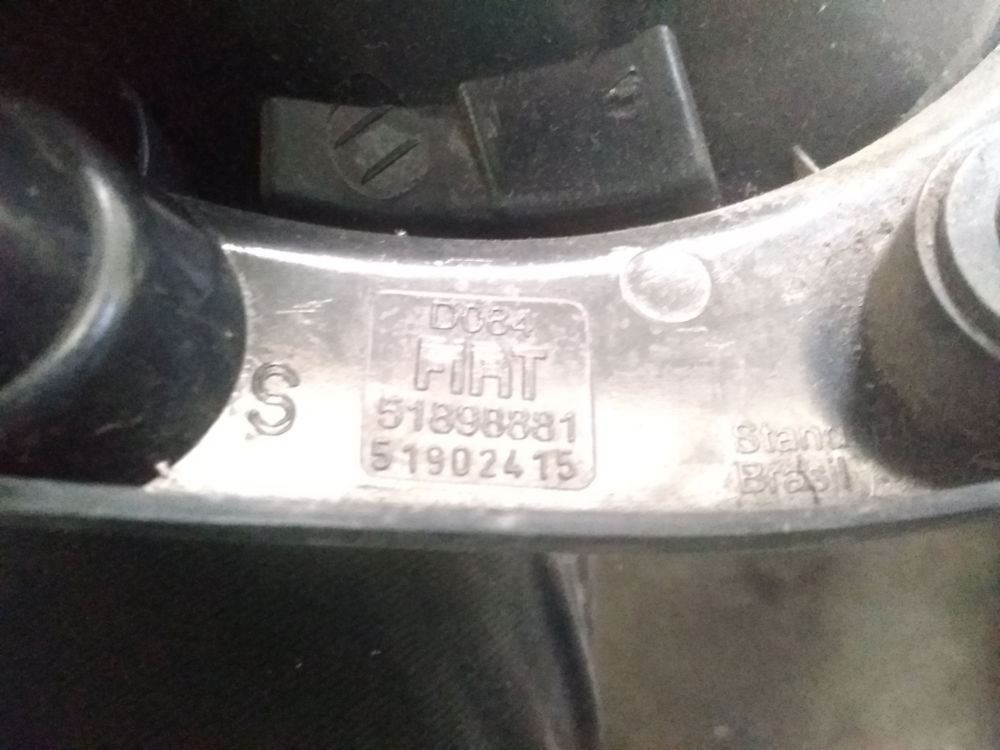 D084
FIAT
51898881
51902415
S
Stand
Brasil